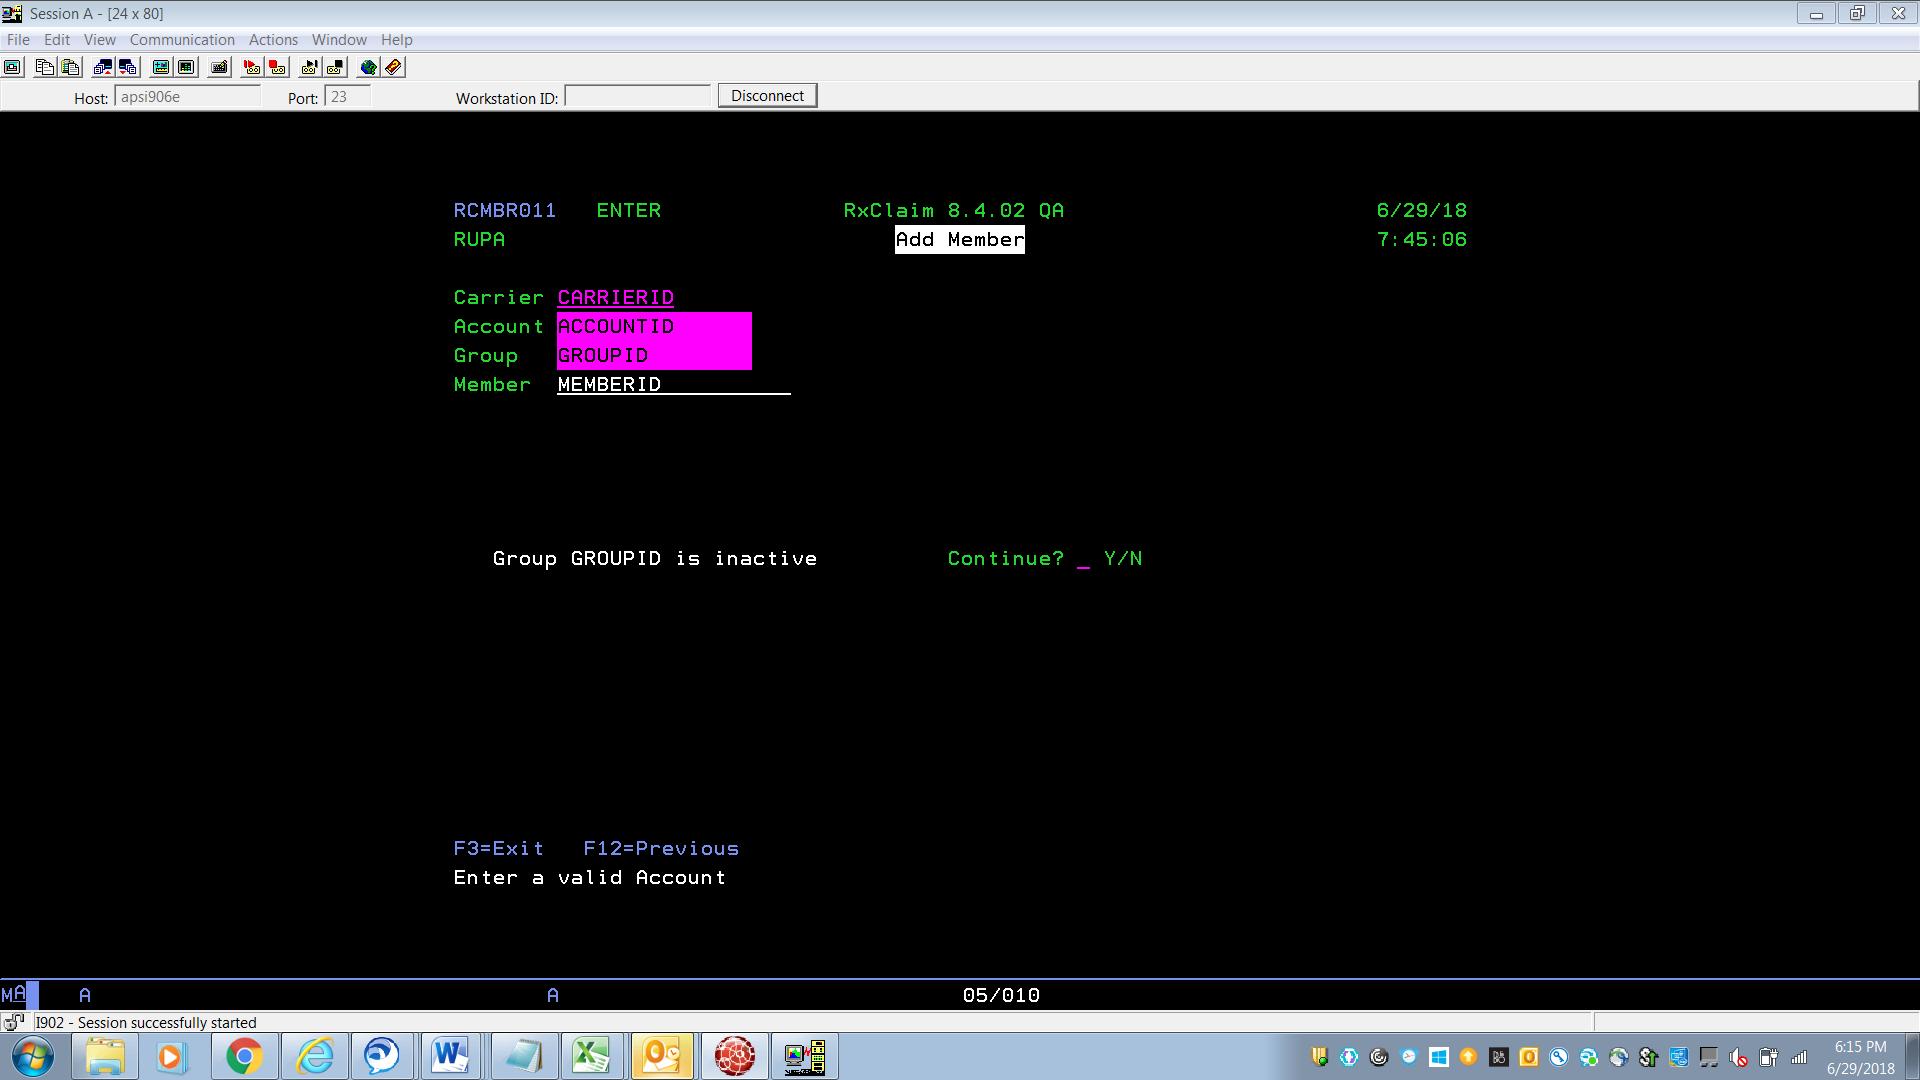 Session A - [24 x 80]
File Edit View Communication Actions Window Help
Host: apsi906e Port: 23 Workstation ID: Disconnect
RCMBR011 ENTER RxClaim 8.4.02 QA 6/29/18
RUPA Add Member 7:45:06
Carrier CARRIERID
Account ACCOUNTID
Group GROUPID
Member MEMBERID
Group GROUPID is inactive Continue? _ Y/N
F3=Exit F12=Previous
Enter a valid Account
MA A A 05/010
I902 - Session successfully started
6:15 PM
6/29/2018